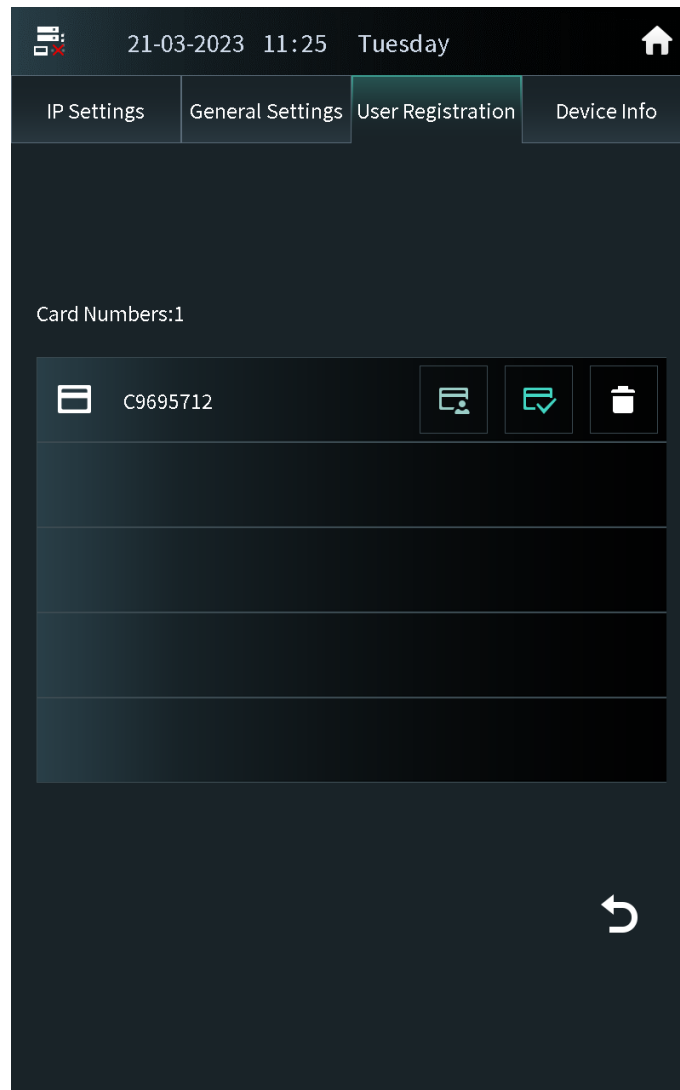 21-03-2023 11:25 Tuesday
IP Settings General Settings User Registration Device Info
Card Numbers:1
C9695712